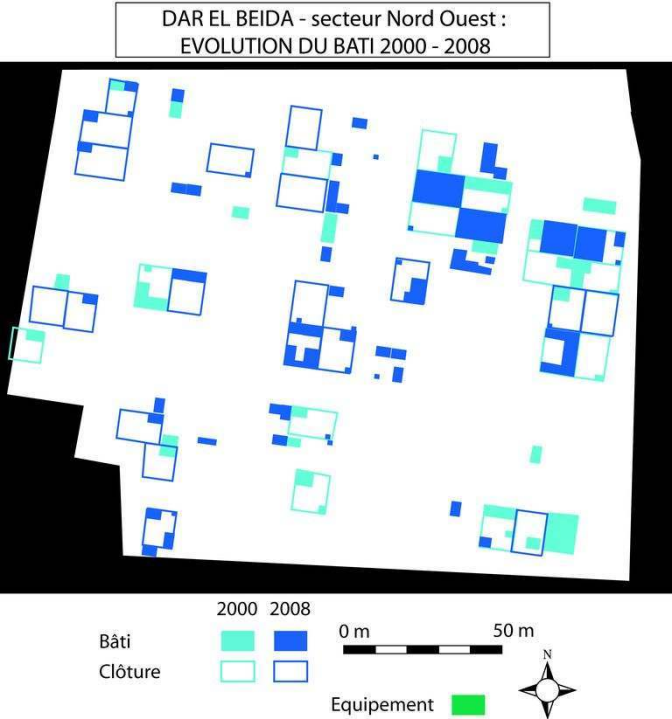 DAR EL BEIDA - secteur Nord Ouest :
EVOLUTION DU BATI 2000 - 2008
2000 2008
0 m 50 m
Bâti
Clôture
N
Equipement